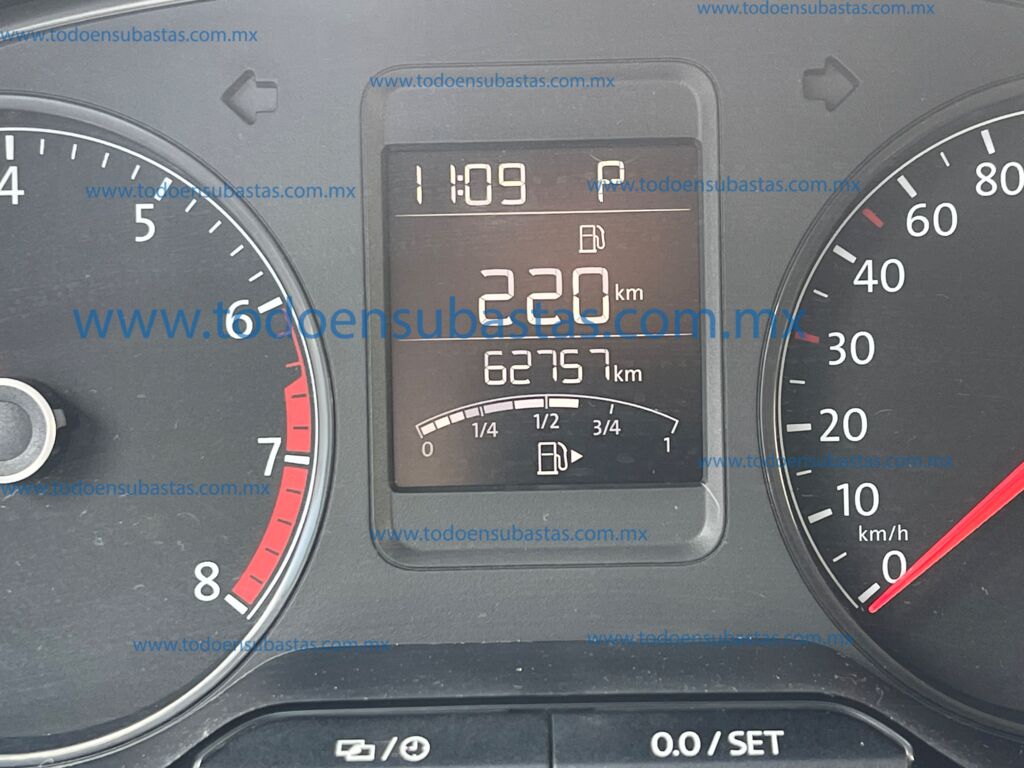 www.todoensubastas.com.mx
www.todoensubastas.com.mx
www.todoensubastas.com.mx
80
4
11:09 P
www.todoensubastas.com.mx
www.todoensubastas.com.mx
5
60
40
220 km
6
www.todoensubastas.com.mx
30
62757 km
20
0 1/4 1/2 3/4 1
7
www.todoensubastas.com.mx
www.todoensubastas.com.mx
10
km/h
www.todoensubastas.com.mx
0
8
www.todoensubastas.com.mx
www.todoensubastas.com.mx
0.0 / SET